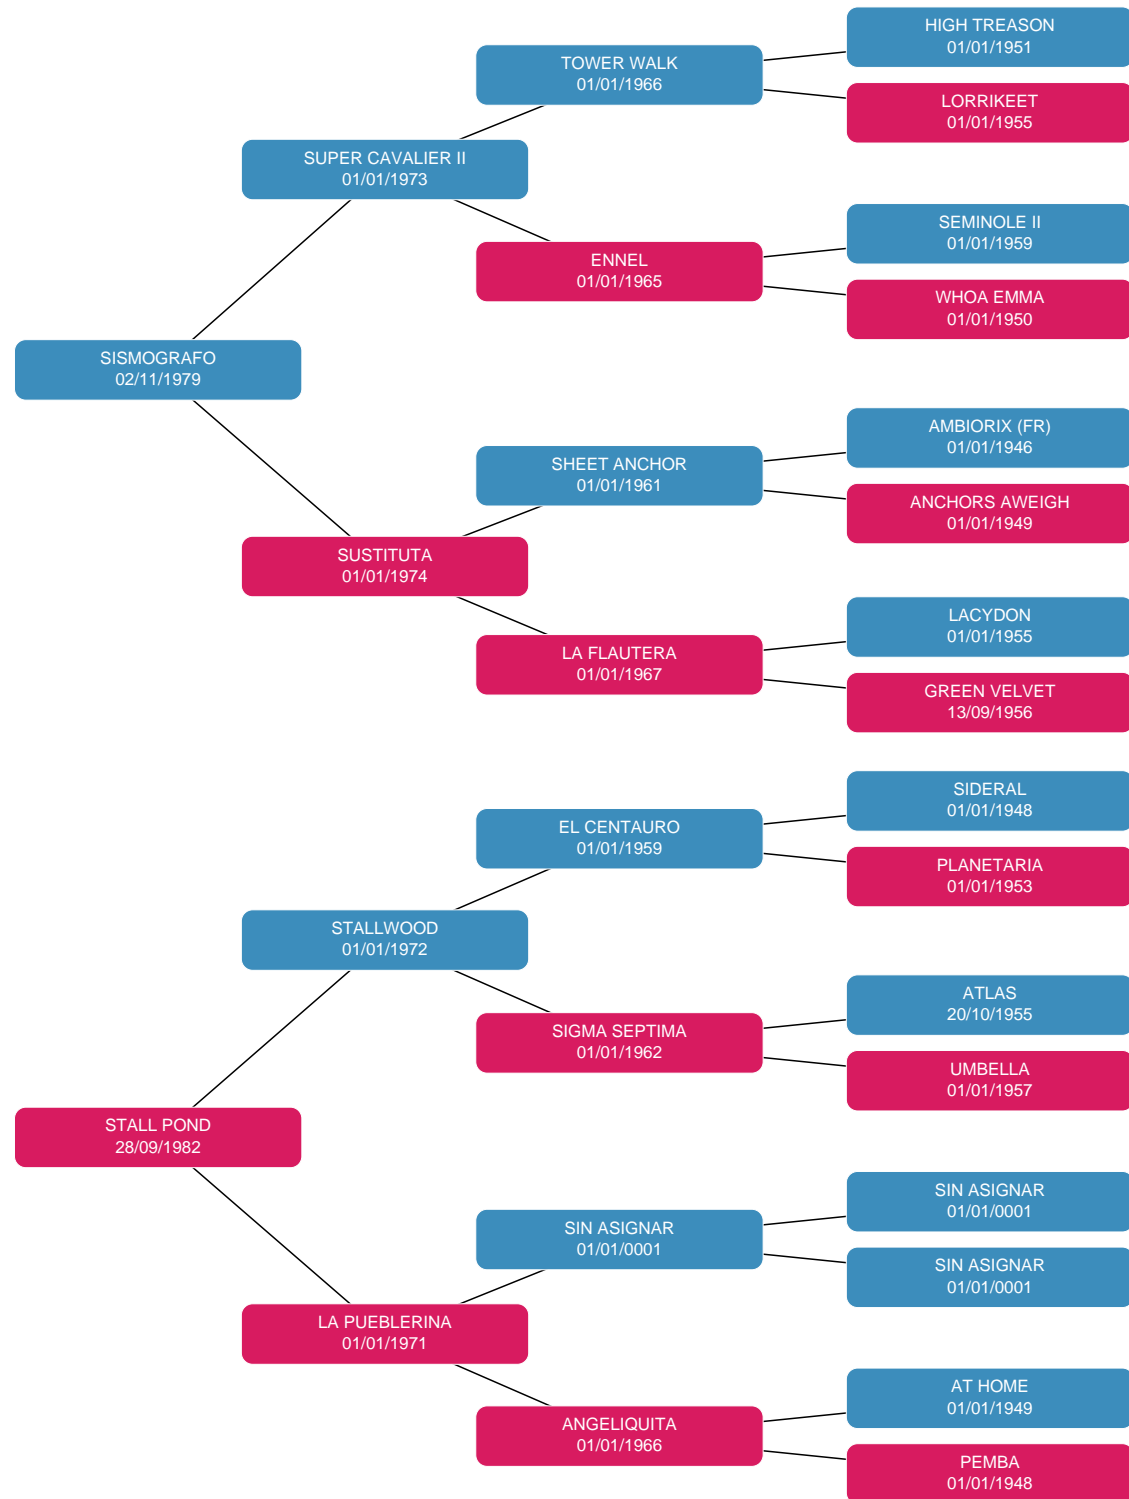 HIGH TREASON
01/01/1951
TOWER WALK
01/01/1966
LORRIKEET
01/01/1955
SUPER CAVALIER II
01/01/1973
SEMINOLE II
01/01/1959
ENNEL
01/01/1965
WHOA EMMA
01/01/1950
SISMOGRAFO
02/11/1979
AMBIORIX (FR)
01/01/1946
SHEET ANCHOR
01/01/1961
ANCHORS AWEIGH
01/01/1949
SUSTITUTA
01/01/1974
LACYDON
01/01/1955
LA FLAUTERA
01/01/1967
GREEN VELVET
13/09/1956
SIDERAL
01/01/1948
EL CENTAURO
01/01/1959
PLANETARIA
01/01/1953
STALLWOOD
01/01/1972
ATLAS
20/10/1955
SIGMA SEPTIMA
01/01/1962
UMBELLA
01/01/1957
STALL POND
28/09/1982
SIN ASIGNAR
01/01/0001
SIN ASIGNAR
01/01/0001
SIN ASIGNAR
01/01/0001
LA PUEBLERINA
01/01/1971
AT HOME
01/01/1949
ANGELIQUITA
01/01/1966
PEMBA
01/01/1948